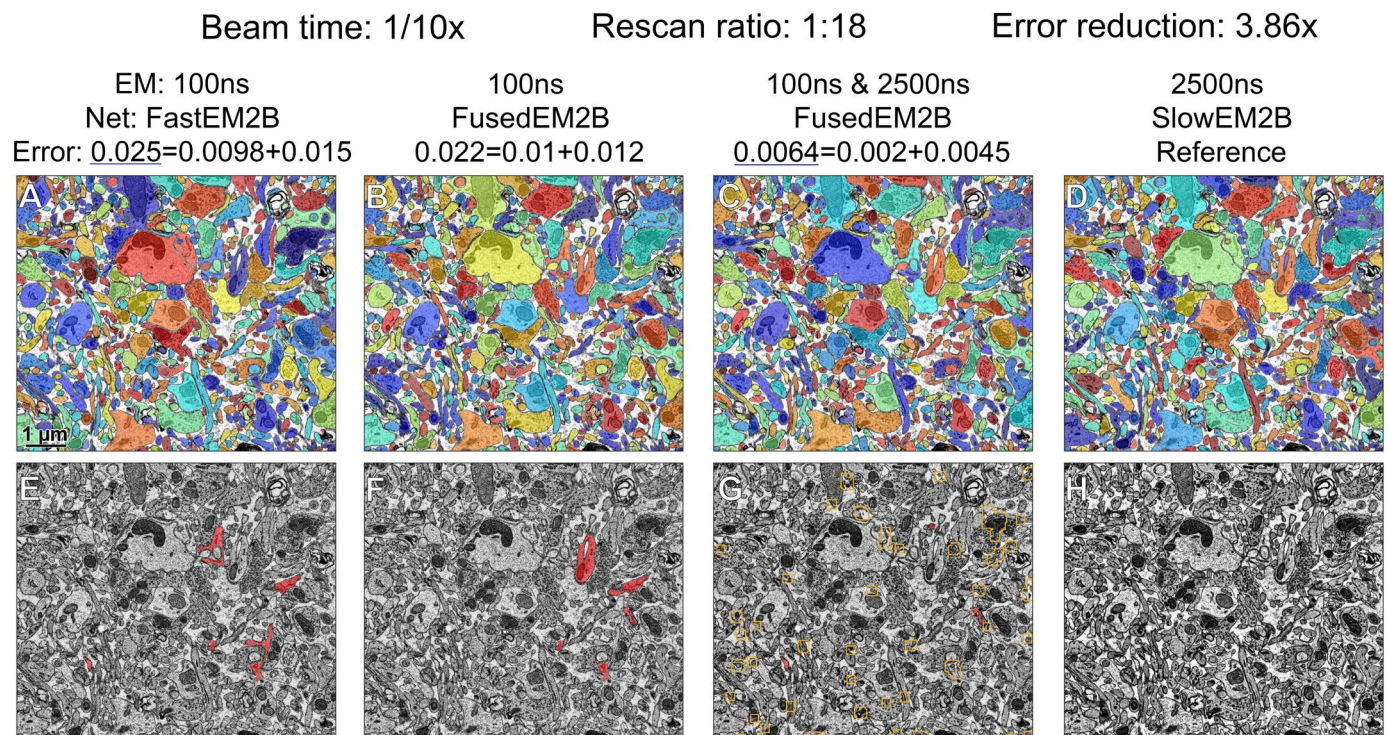 Beam time: 1/10x Rescan ratio: 1:18 Error reduction: 3.86x
EM: 100ns 100ns 100ns & 2500ns 2500ns
Net: FastEM2B FusedEM2B FusedEM2B SlowEM2B
Error: 0.025=0.0098+0.015 0.022=0.01+0.012 0.0064=0.002+0.0045 Reference
A B C D
1 µm
E F G H